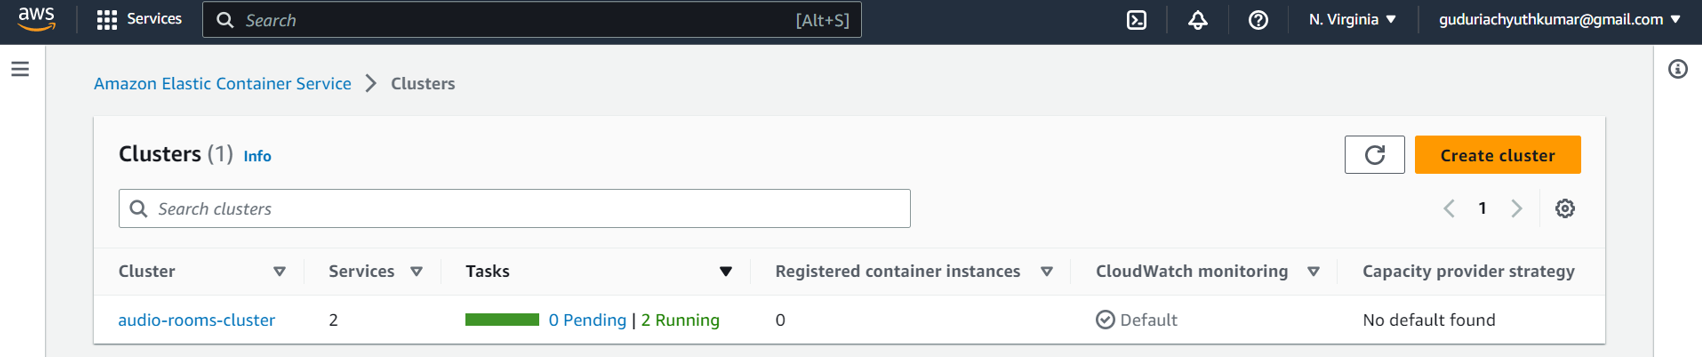 aws Services Search [Alt+S] N. Virginia guduriachyuthkumar@gmail.com
Amazon Elastic Container Service Clusters
Clusters (1) Info Create cluster
Search clusters 1
Cluster Services Tasks Registered container instances CloudWatch monitoring Capacity provider strategy
audio-rooms-cluster 2 0 Pending | 2 Running 0 Default No default found